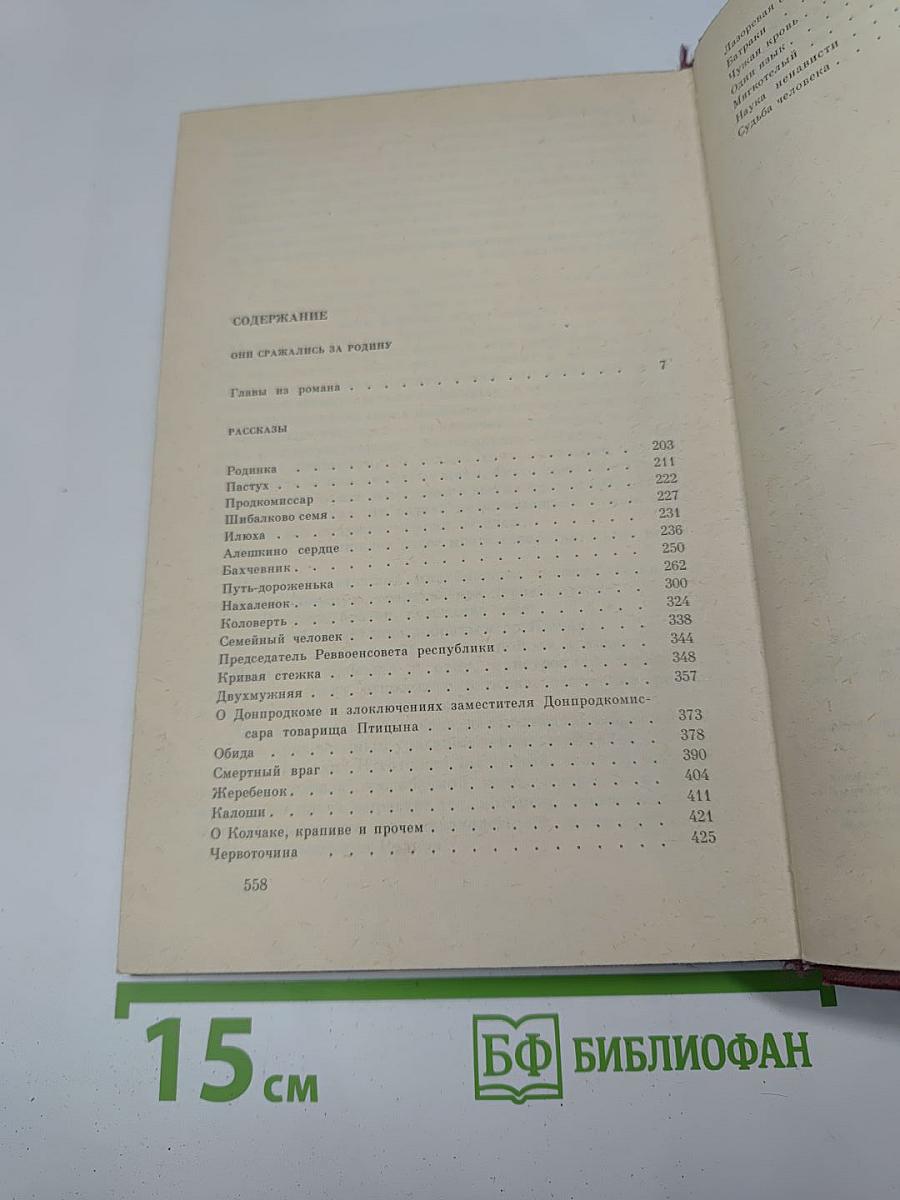 СОДЕРЖАНИЕ
ОНИ СРАЖАЛИСЬ ЗА РОДИНУ
Главы из романа . . . . . . . . . . . . . . 7
РАССКАЗЫ
Родинка . . . . . . . . . . . . . . . . 203
Пастух . . . . . . . . . . . . . . . . . 211
Продкомиссар . . . . . . . . . . . . . . 222
Шибалково семя . . . . . . . . . . . . . . 227
Илюха . . . . . . . . . . . . . . . . . 231
Алешкино сердце . . . . . . . . . . . . . 236
Бахчевник . . . . . . . . . . . . . . . . 250
Путь-дороженька . . . . . . . . . . . . . 262
Нахаленок . . . . . . . . . . . . . . . . 300
Коловерть . . . . . . . . . . . . . . . . 324
Семейный человек . . . . . . . . . . . . . 338
Председатель Реввоенсовета республики . . . . . . 344
Кривая стежка . . . . . . . . . . . . . . 348
Двухмужняя . . . . . . . . . . . . . . . 357
О Донпродкоме и злоключениях заместителя Донпродкомис-
сара товарища Птицына . . . . . . . . . . 373
Обида . . . . . . . . . . . . . . . . . 378
Смертный враг . . . . . . . . . . . . . . 390
Жеребенок . . . . . . . . . . . . . . . . 404
Калоши . . . . . . . . . . . . . . . . . 411
О Колчаке, крапиве и прочем . . . . . . . . . 421
Червоточина . . . . . . . . . . . . . . . 425
558
Лазоревая
Батраки . . . . . .
Чужая кровь . . . . .
Один язык . . . . .
Мягкотелый . . . . .
Наука ненависти . . .
Судьба человека . . .
15 см
БФ БИБЛИОФАН